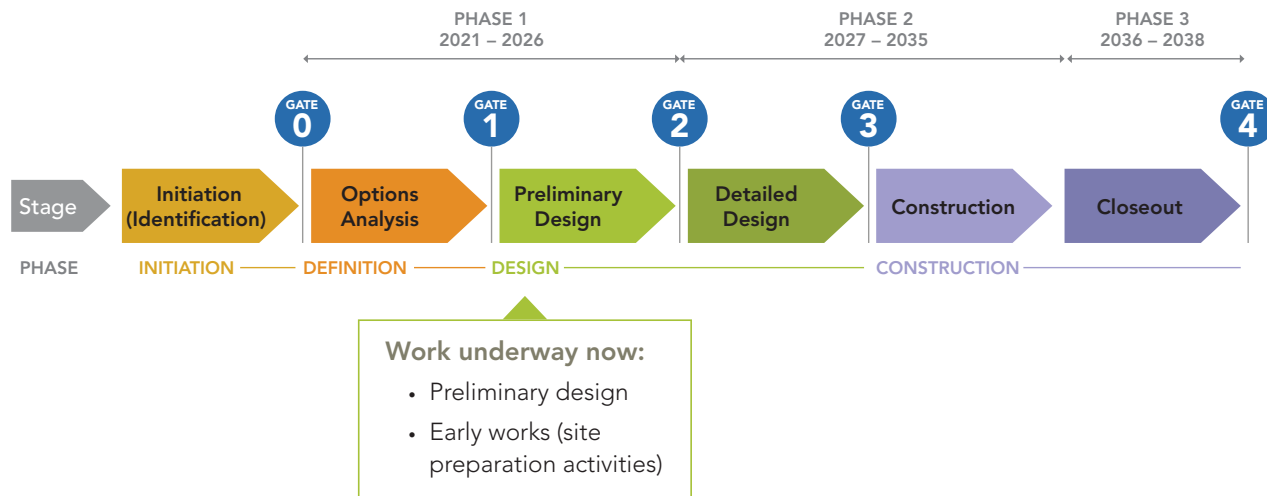 PHASE 1
2021 – 2026
PHASE 2
2027 – 2035
PHASE 3
2036 – 2038
GATE
0
GATE
1
GATE
2
GATE
3
GATE
4
Stage
Initiation
(Identification)
Options
Analysis
Preliminary
Design
Detailed
Design
Construction
Closeout
PHASE
INITIATION
DEFINITION
DESIGN
CONSTRUCTION
Work underway now:
• Preliminary design
• Early works (site
preparation activities)